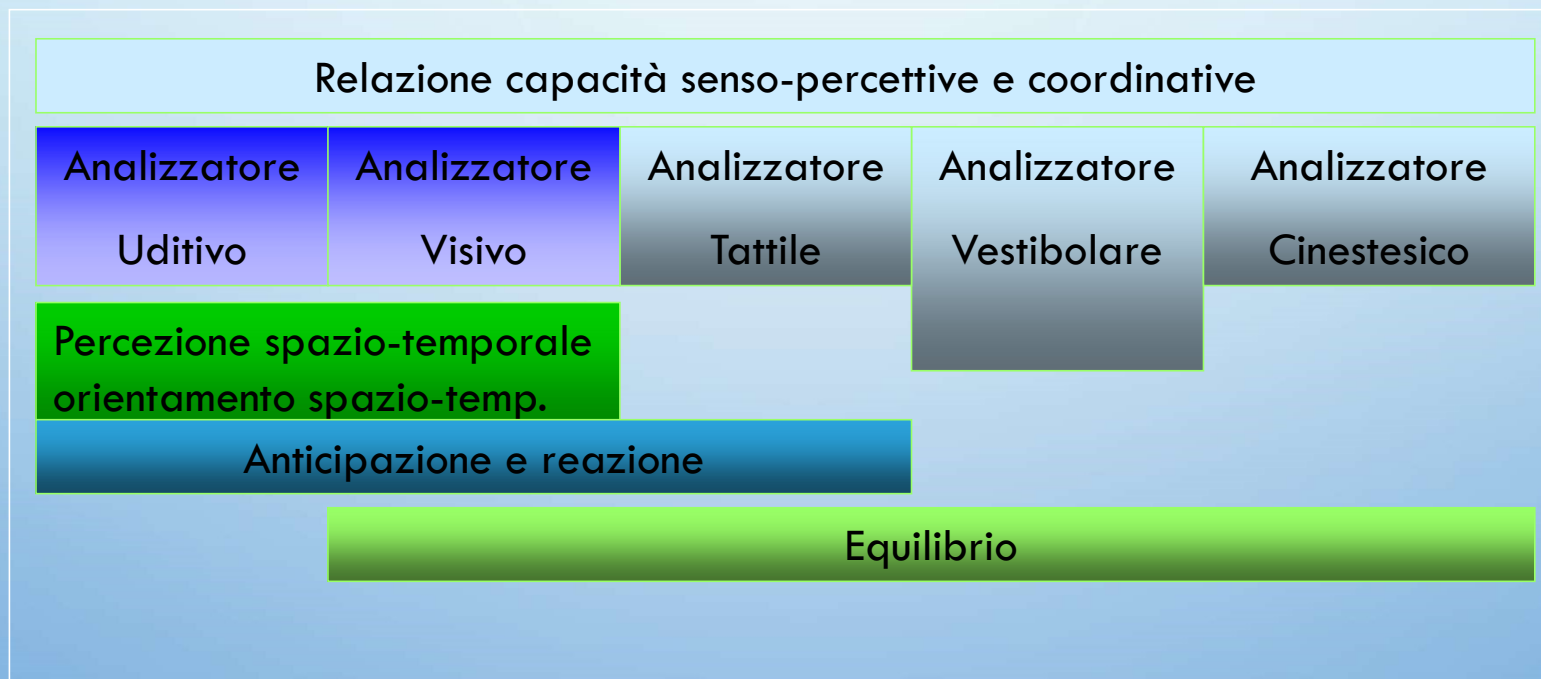 Relazione capacità senso-percettive e coordinative
Analizzatore
Uditivo
Analizzatore
Visivo
Analizzatore
Tattile
Analizzatore
Vestibolare
Analizzatore
Cinestesico
Percezione spazio-temporale
orientamento spazio-temp.
Anticipazione e reazione
Equilibrio